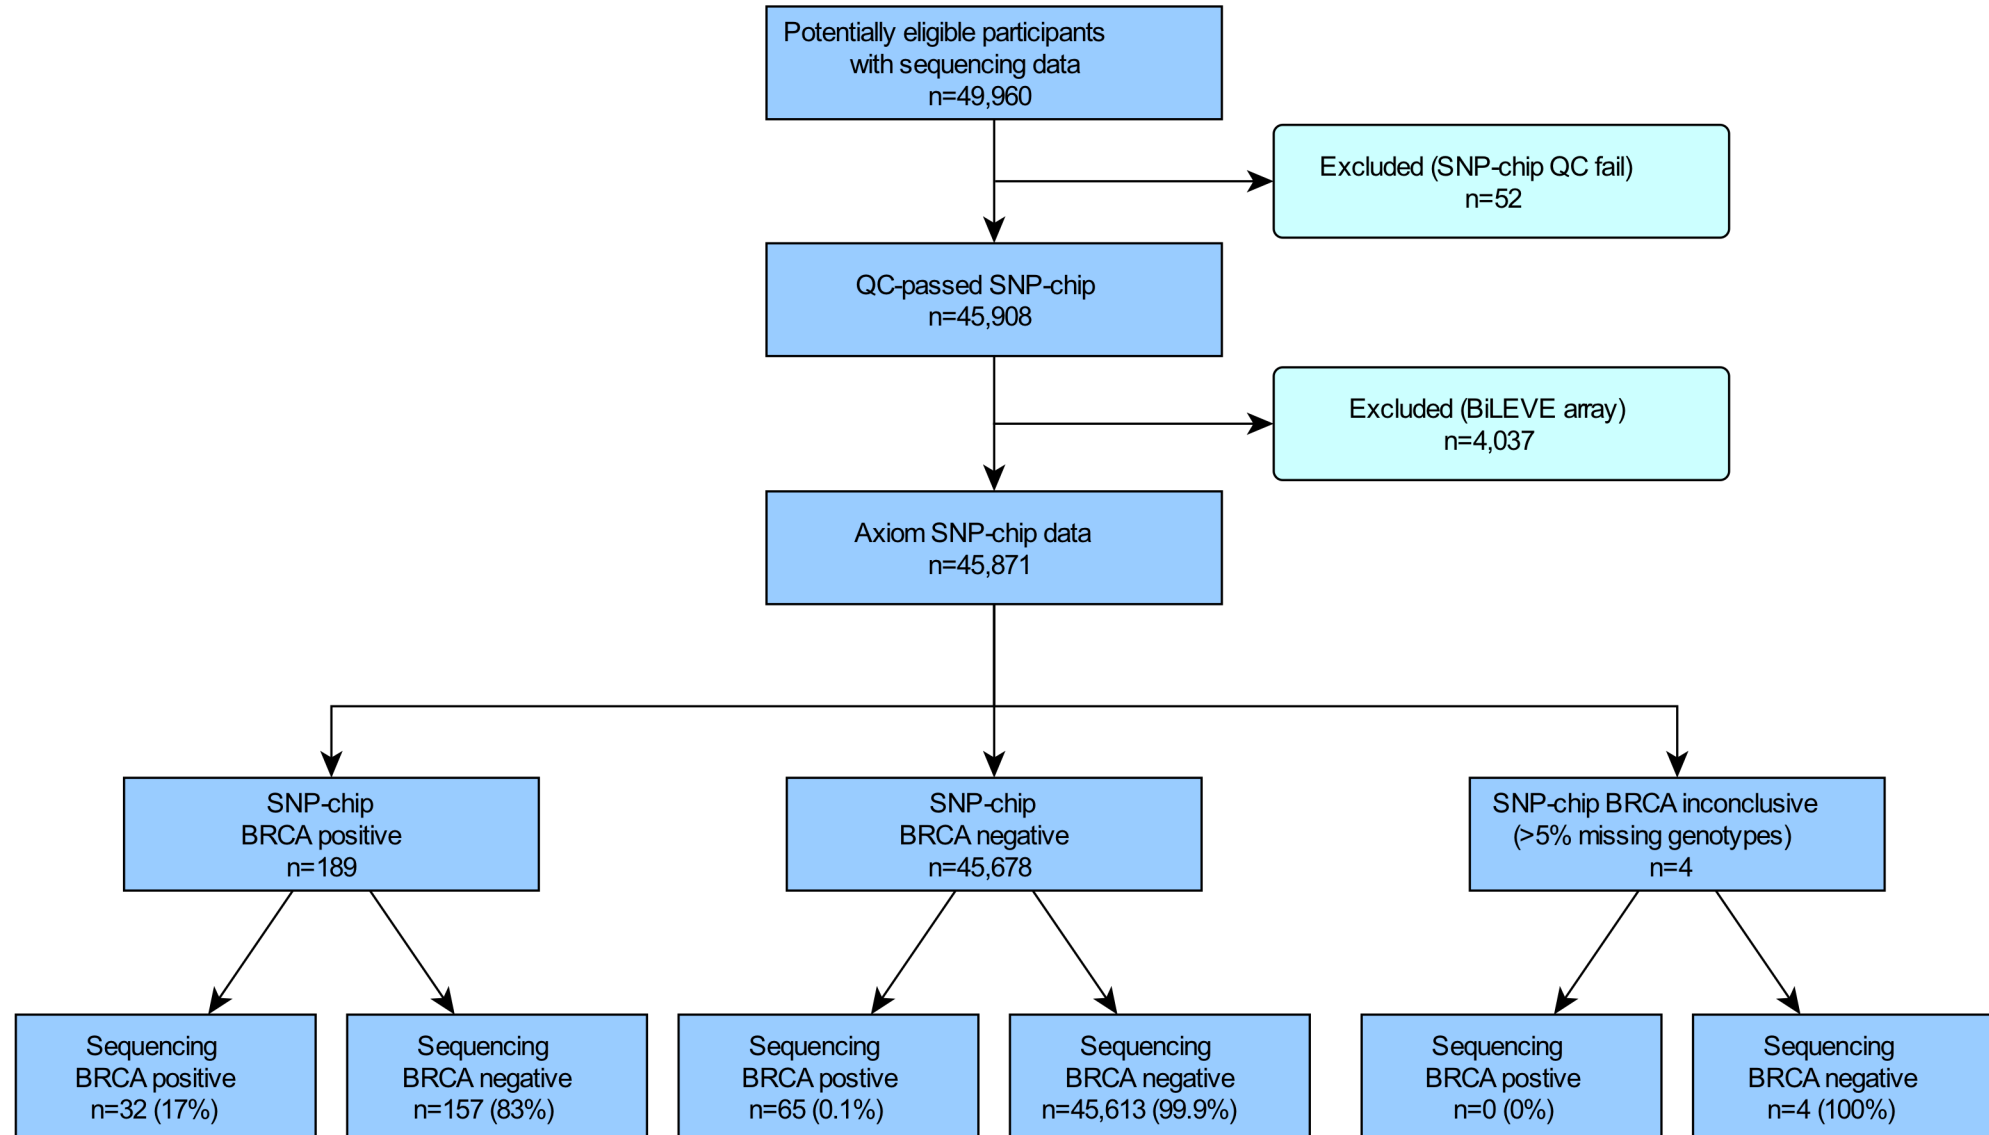 Potentially eligible participants
with sequencing data
n=49,960
Excluded (SNP-chip QC fail)
n=52
QC-passed SNP-chip
n=45,908
Excluded (BiLEVE array)
n=4,037
Axiom SNP-chip data
n=45,871
SNP-chip
BRCA positive
n=189
SNP-chip
BRCA negative
n=45,678
SNP-chip BRCA inconclusive
(>5% missing genotypes)
n=4
Sequencing
BRCA positive
n=32 (17%)
Sequencing
BRCA negative
n=157 (83%)
Sequencing
BRCA postive
n=65 (0.1%)
Sequencing
BRCA negative
n=45,613 (99.9%)
Sequencing
BRCA postive
n=0 (0%)
Sequencing
BRCA negative
n=4 (100%)